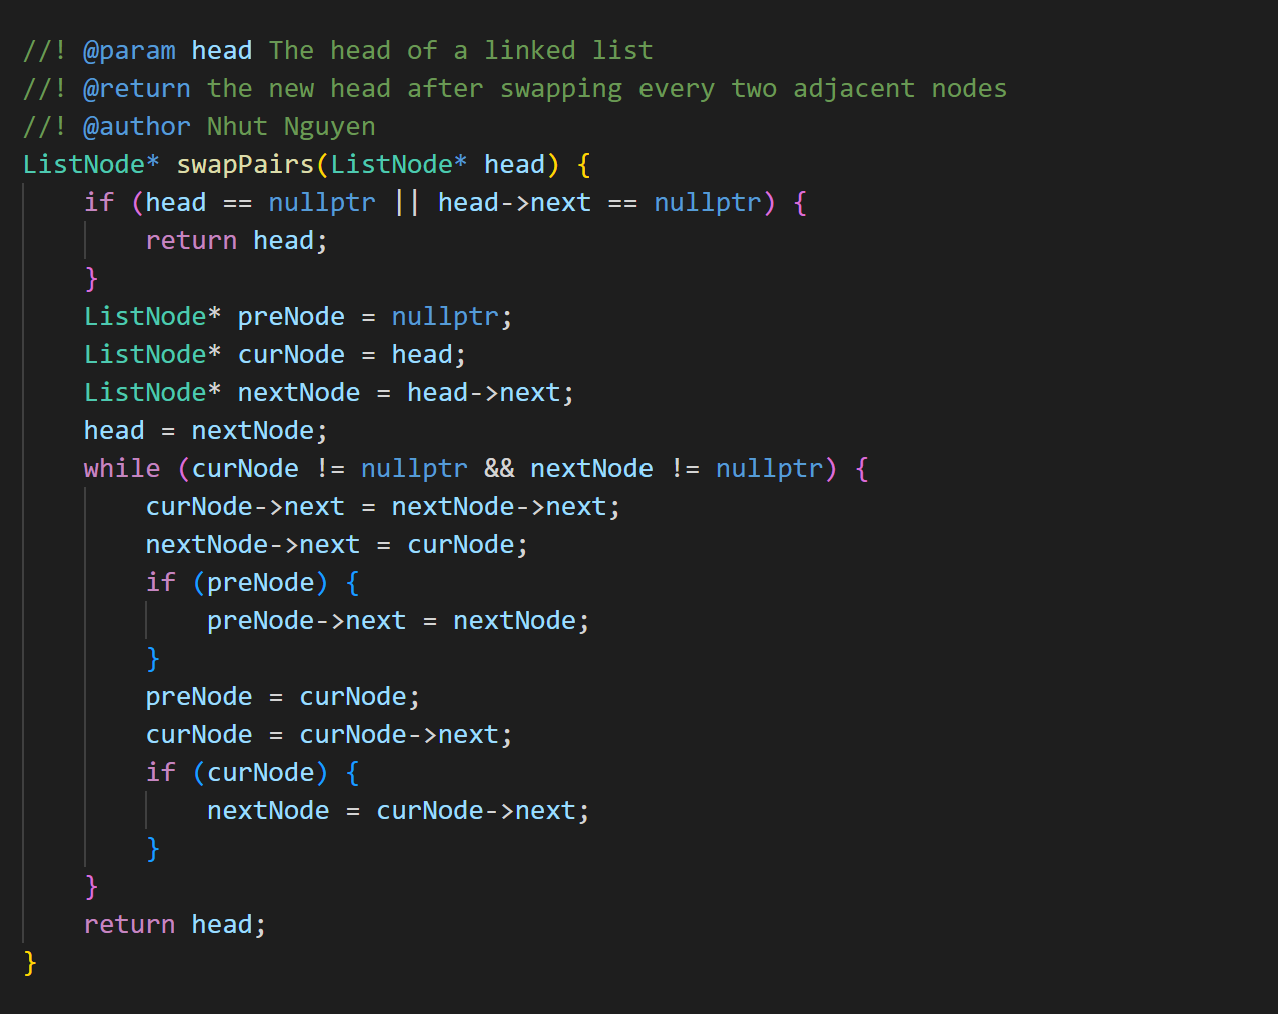 //! @param head The head of a linked list
//! @return the new head after swapping every two adjacent nodes
//! @author Nhut Nguyen
ListNode* swapPairs(ListNode* head) {
    if (head == nullptr || head->next == nullptr) {
        return head;
    }
    ListNode* preNode = nullptr;
    ListNode* curNode = head;
    ListNode* nextNode = head->next;
    head = nextNode;
    while (curNode != nullptr && nextNode != nullptr) {
        curNode->next = nextNode->next;
        nextNode->next = curNode;
        if (preNode) {
            preNode->next = nextNode;
        }
        preNode = curNode;
        curNode = curNode->next;
        if (curNode) {
            nextNode = curNode->next;
        }
    }
    return head;
}